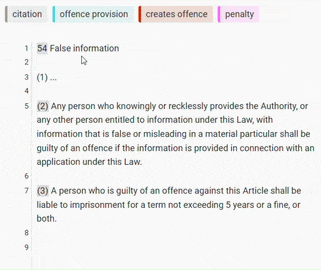 citation offence provision creates offence penalty
1 54 False information
2
3 (1) ...
4
5 (2) Any person who knowingly or recklessly provides the Authority, or
any other person entitled to information under this Law, with
information that is false or misleading in a material particular shall be
guilty of an offence if the information is provided in connection with an
application under this Law.
6
7 (3) A person who is guilty of an offence against this Article shall be
liable to imprisonment for a term not exceeding 5 years or a fine, or
both.
8
9